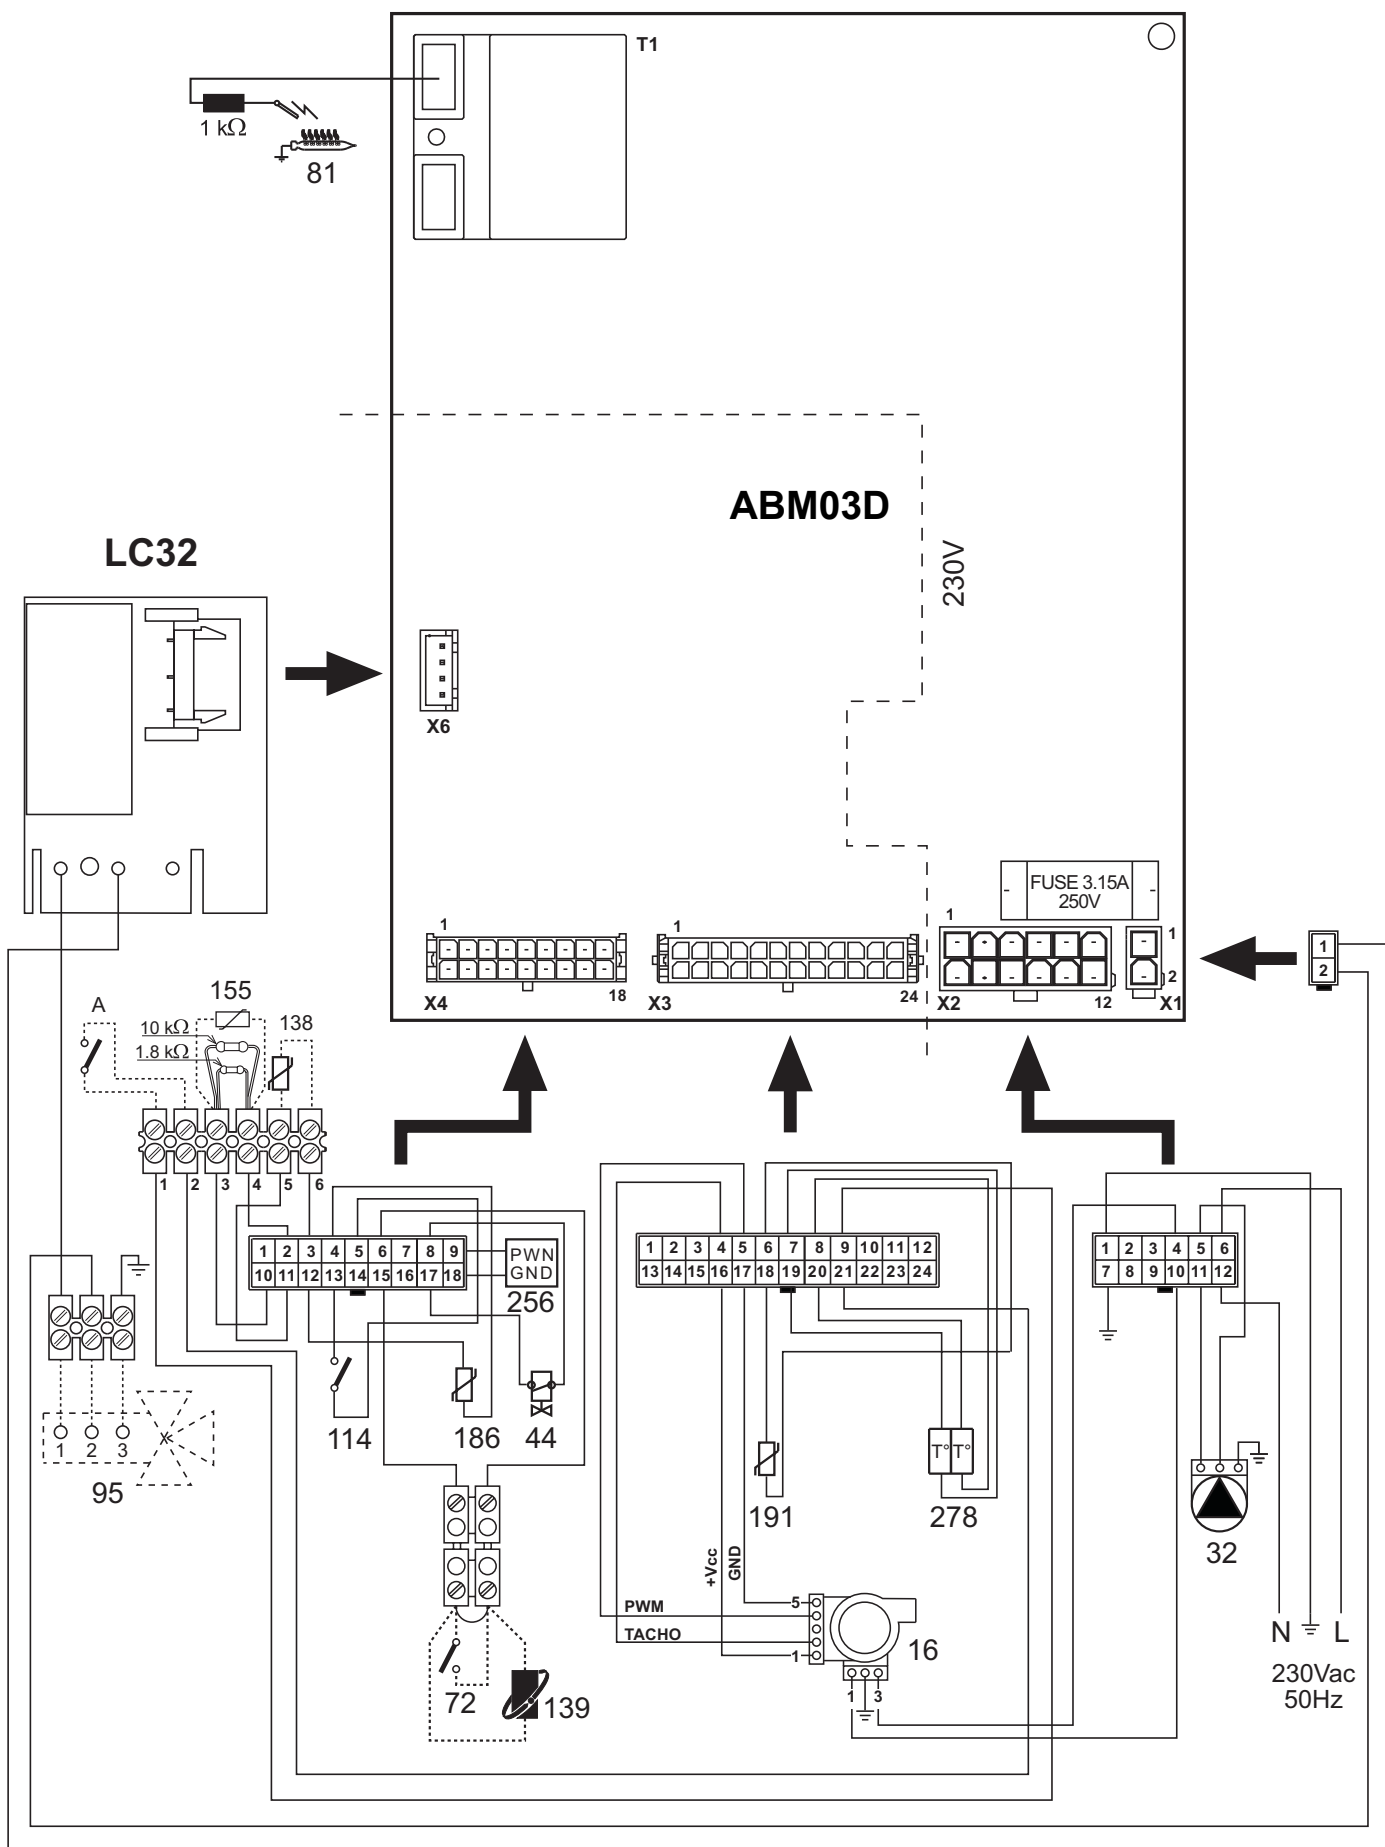 T1
1 kΩ
81
ABM03D
230V
LC32
X6
FUSE 3.15A
250V
1
1
1
1
2
X4
18
X3
24
X2
12
X1
1
2
A
155
138
10 kΩ
1.8 kΩ
1 2 3 4 5 6
1 2 3 4 5 6 7 8 9
10 11 12 13 14 15 16 17 18
PWN
GND
256
1 2 3 4 5 6 7 8 9 10 11 12
13 14 15 16 17 18 19 20 21 22 23 24
1 2 3 4 5 6
7 8 9 10 11 12
114
186
44
1 2 3
95
T° T°
191
278
32
+Vcc
GND
PWM
TACHO
5
1
16
1 3
72
139
N L
230Vac
50Hz